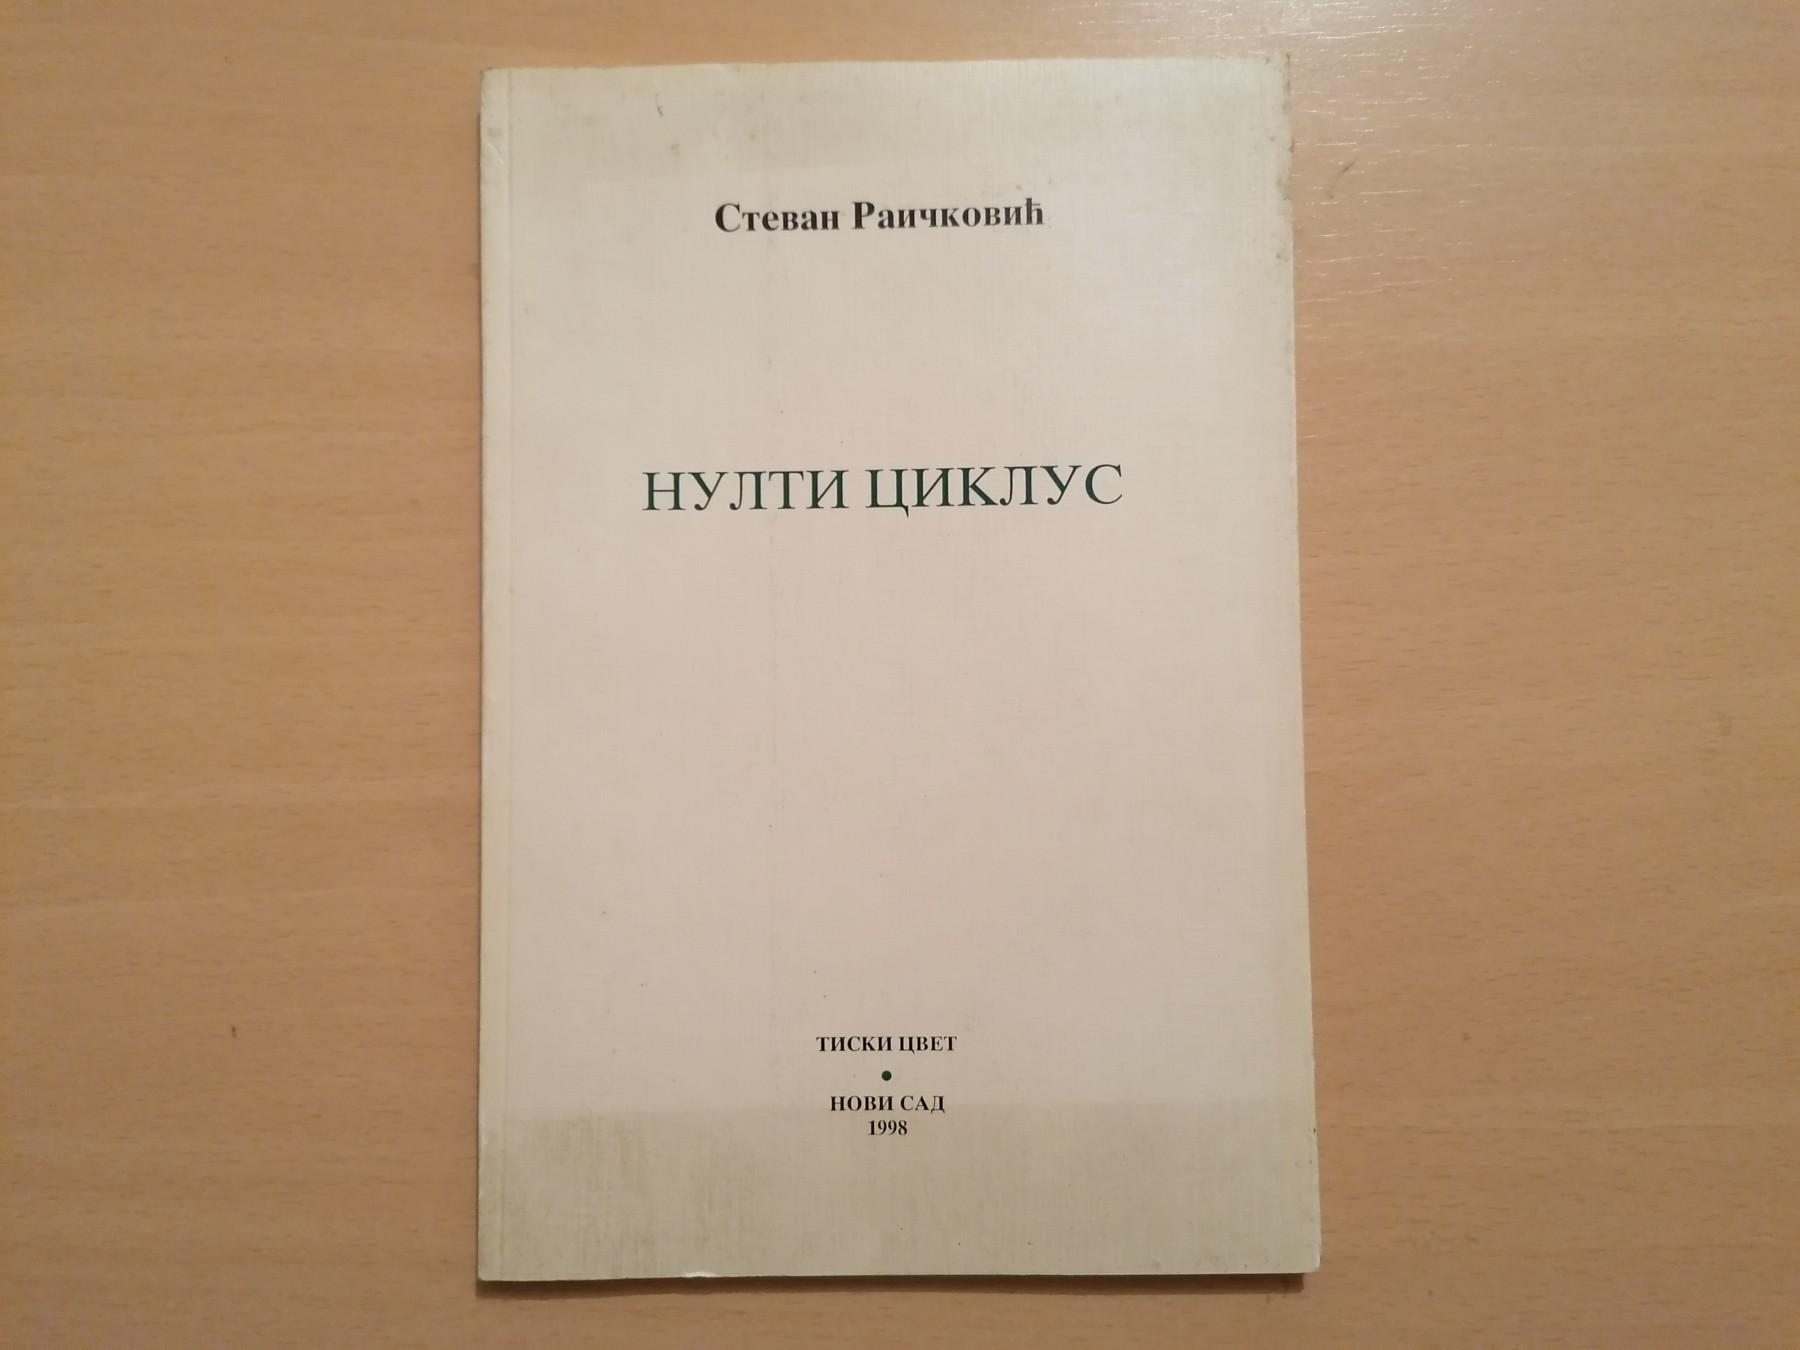 Стеван Раичковић
НУЛТИ ЦИКЛУС
ТИСКИ ЦВЕТ
•
НОВИ САД
1998